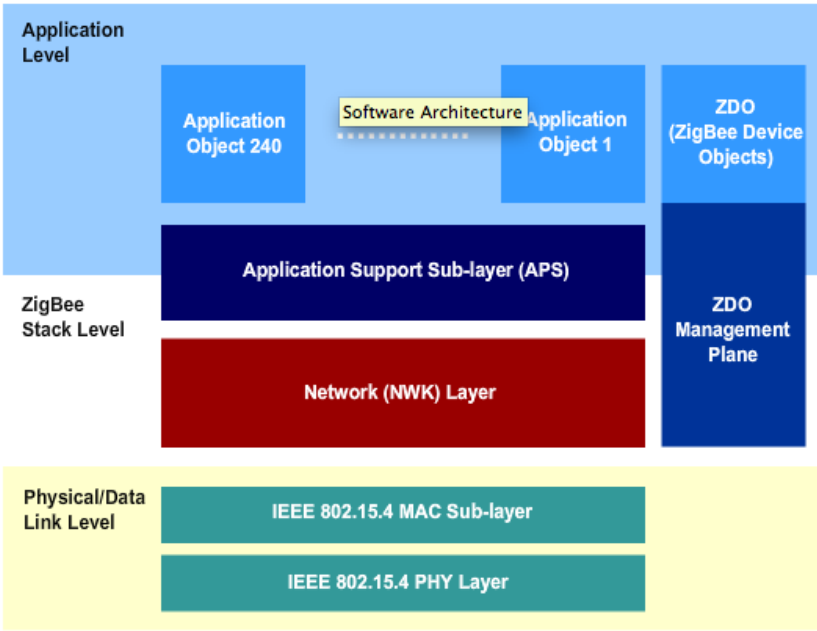 Application
Level
Application
Object 240
Software Architecture
Application
Object 1
ZDO
(ZigBee Device
Objects)
Application Support Sub-layer (APS)
ZigBee
Stack Level
ZDO
Management
Plane
Network (NWK) Layer
Physical/Data
Link Level
IEEE 802.15.4 MAC Sub-layer
IEEE 802.15.4 PHY Layer